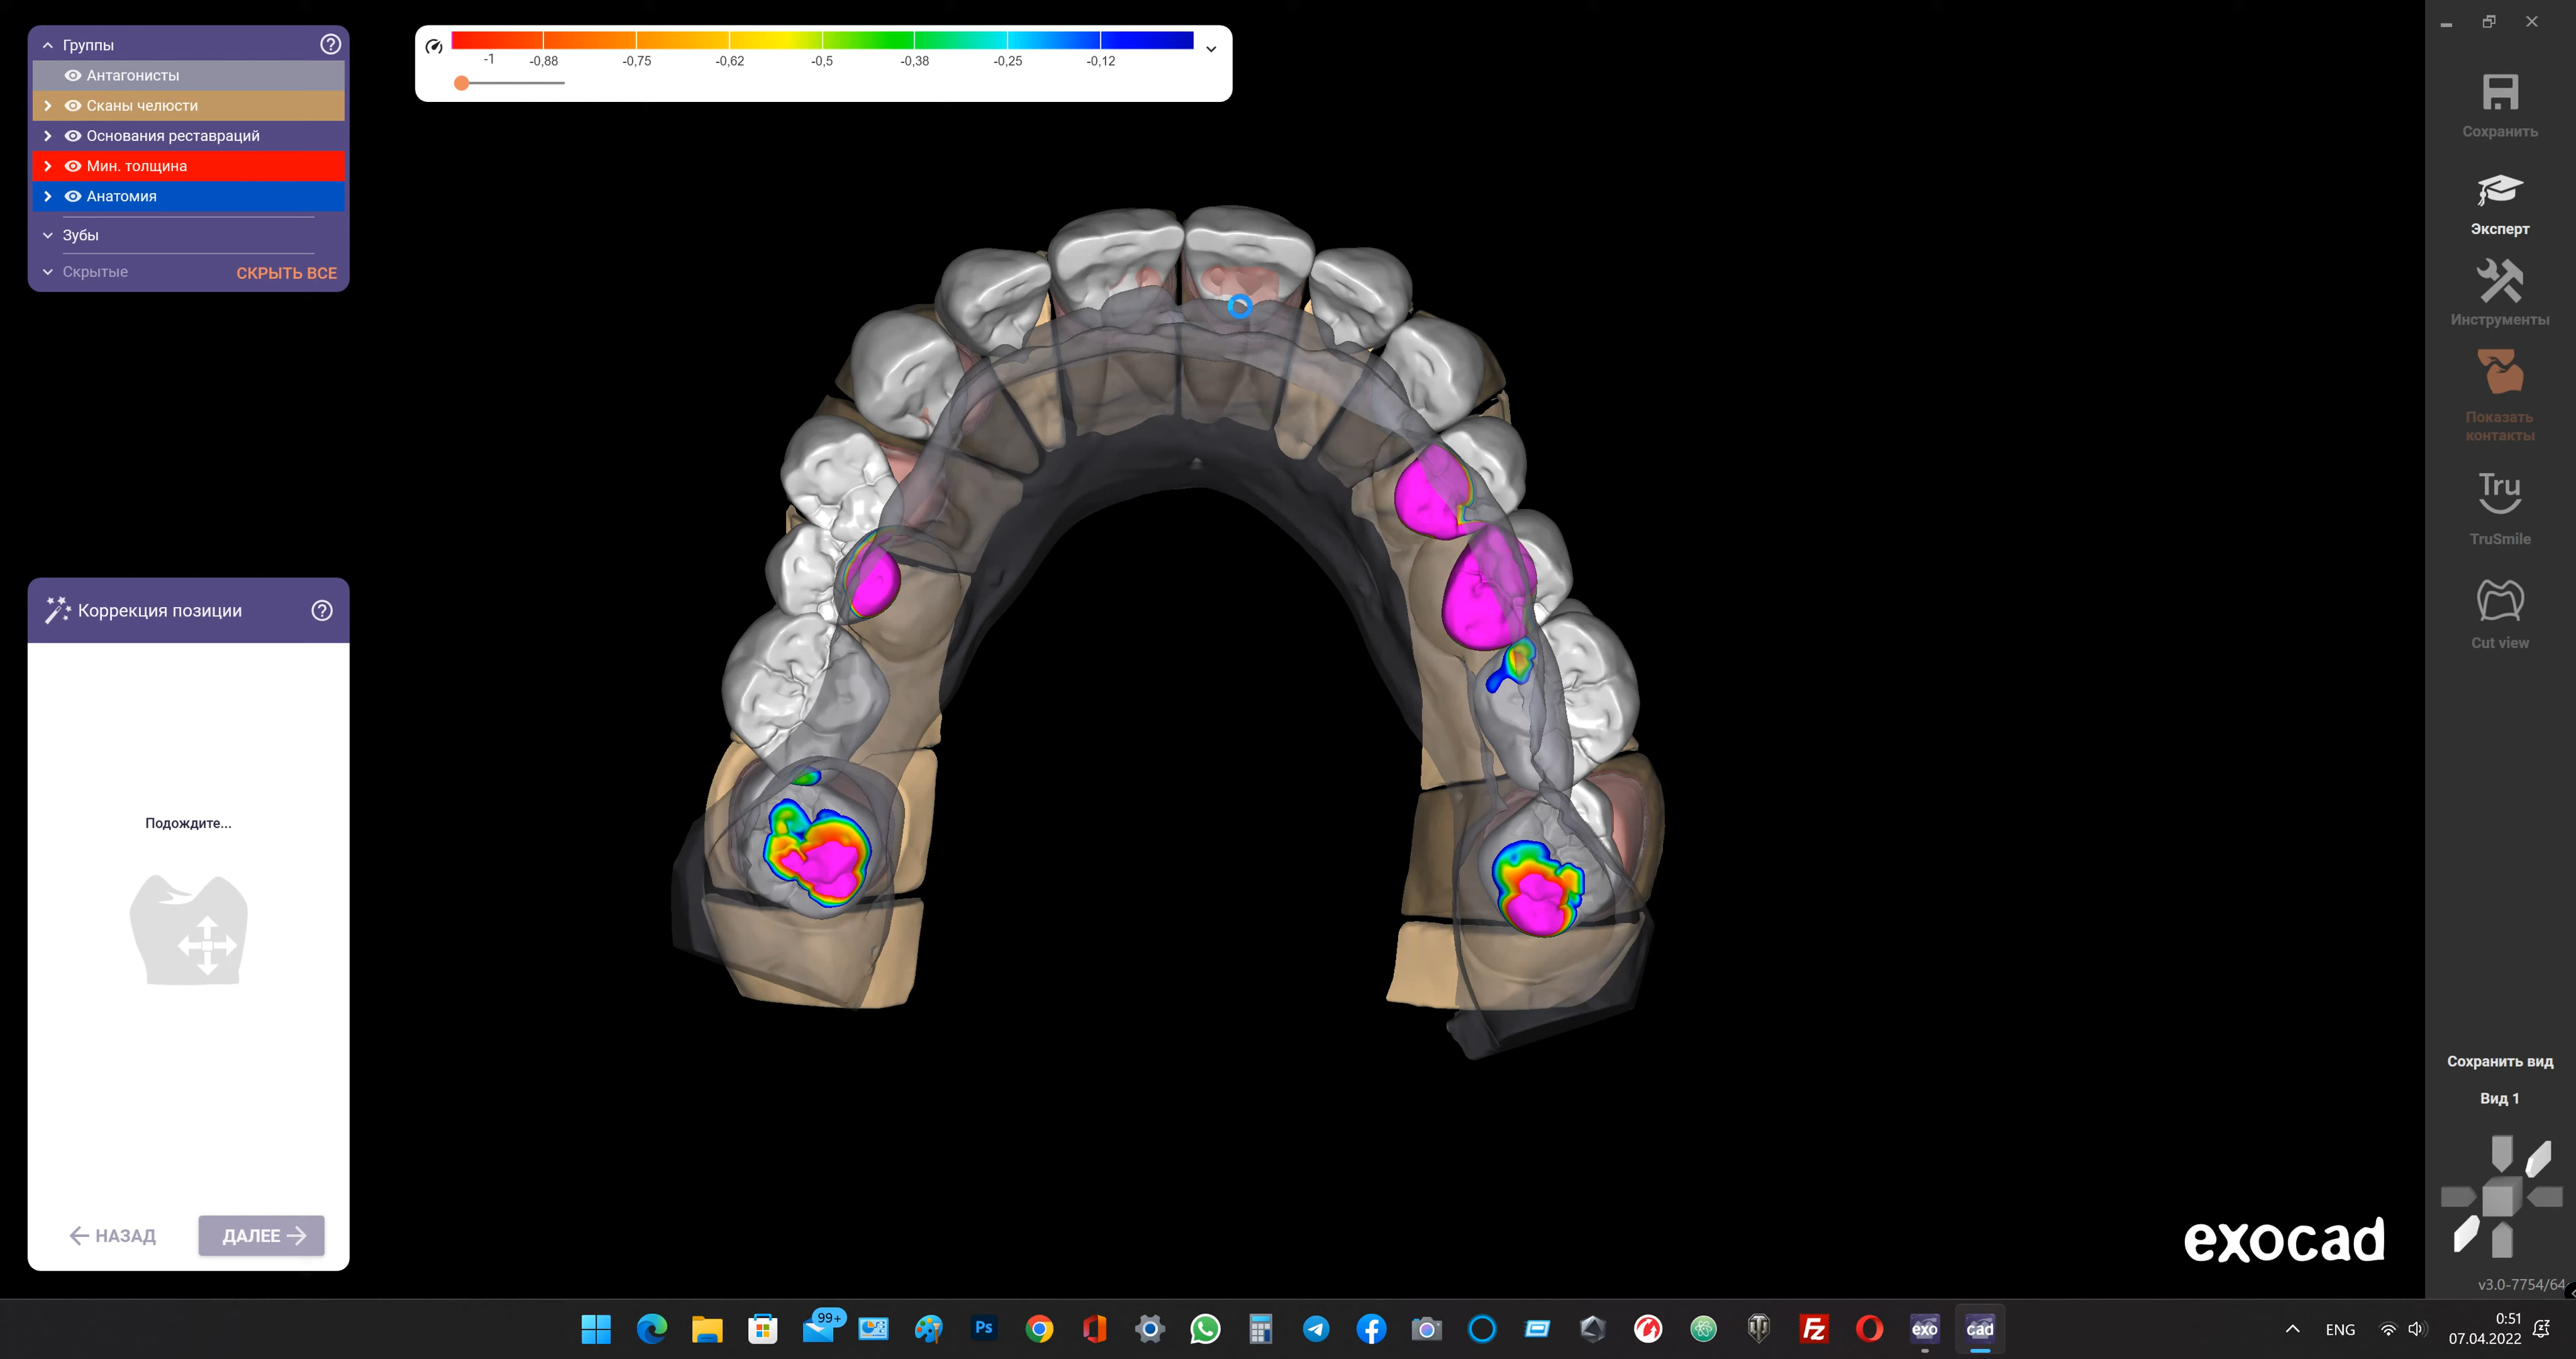 Группы
Антагонисты
Сканы челюсти
Основания реставраций
Мин. толщина
Анатомия
Зубы
Скрытые СКРЫТЬ ВСЕ
-1 -0,88 -0,75 -0,62 -0,5 -0,38 -0,25 -0,12
Коррекция позиции
Подождите...
НАЗАД ДАЛЕЕ
Сохранить
Эксперт
Инструменты
Показать
контакты
Tru
TruSmile
Cut view
Сохранить вид
Вид 1
exocad
v3.0-7754/64
99+
Ps
Fz
exo
cad
ENG
0:51
07.04.2022